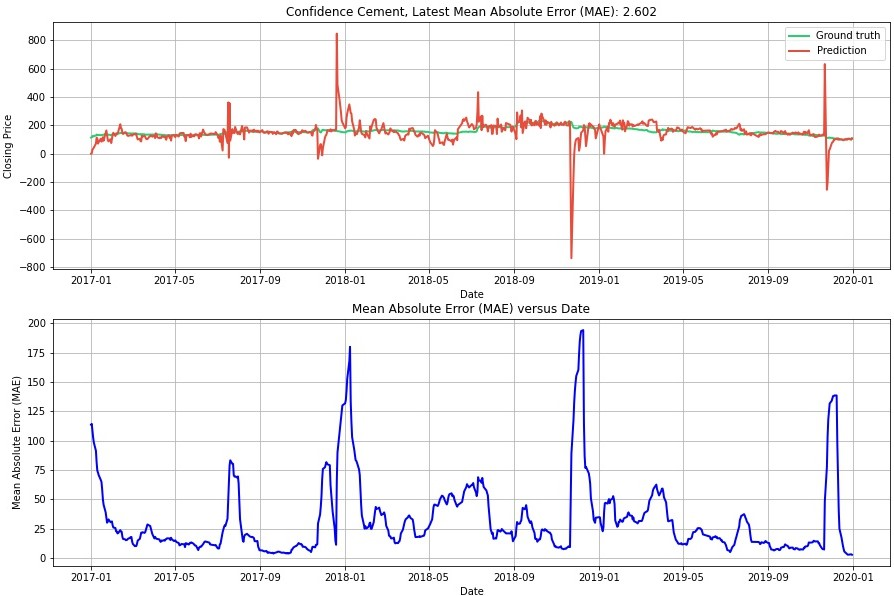 Confidence Cement, Latest Mean Absolute Error (MAE): 2.602
Closing Price
800
600
400
200
0
−200
−400
−600
−800
Ground truth
Prediction
2017-01 2017-05 2017-09 2018-01 2018-05 2018-09 2019-01 2019-05 2019-09 2020-01
Date
Mean Absolute Error (MAE) versus Date
Mean Absolute Error (MAE)
200
175
150
125
100
75
50
25
0
2017-01 2017-05 2017-09 2018-01 2018-05 2018-09 2019-01 2019-05 2019-09 2020-01
Date